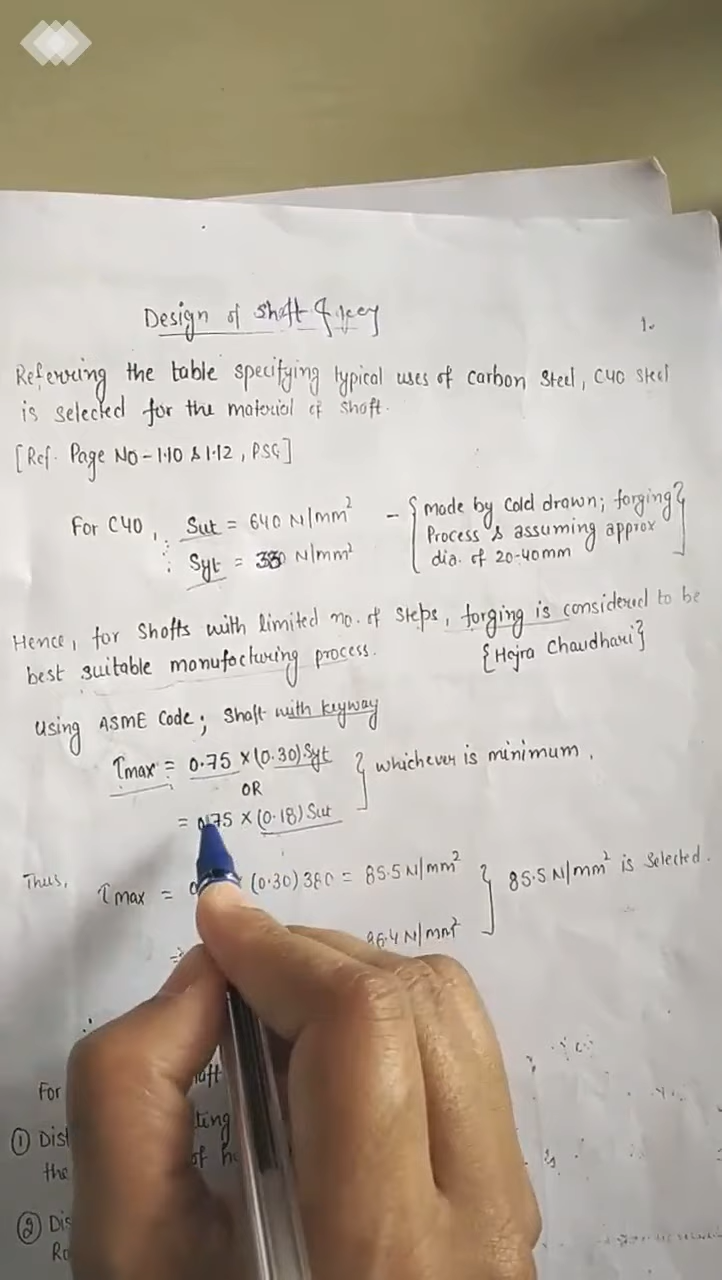 Design of Shaft & key
1.
Referring the table specifying typical uses of carbon steel, C40 steel
is selected for the material of shaft.
[Ref. Page No - 1.10 & 1.12, PSG]
For C40, Sut = 640 N/mm² - { made by cold drawn; forging }
∴ Syt = 380 N/mm² Process & assuming approx
dia. of 20-40mm
Hence, for shafts with limited no. of steps, forging is considered to be
best suitable manufacturing process. {Hajra Chaudhari}
Using ASME Code; Shaft with keyway
τmax = 0.75 × (0.30) Syt } whichever is minimum.
OR
= 0.75 × (0.18) Sut
Thus, τmax = (0.30) 380 = 85.5 N/mm² } 85.5 N/mm² is selected.
86.4 N/mm²
∴
For
① the
② Ro